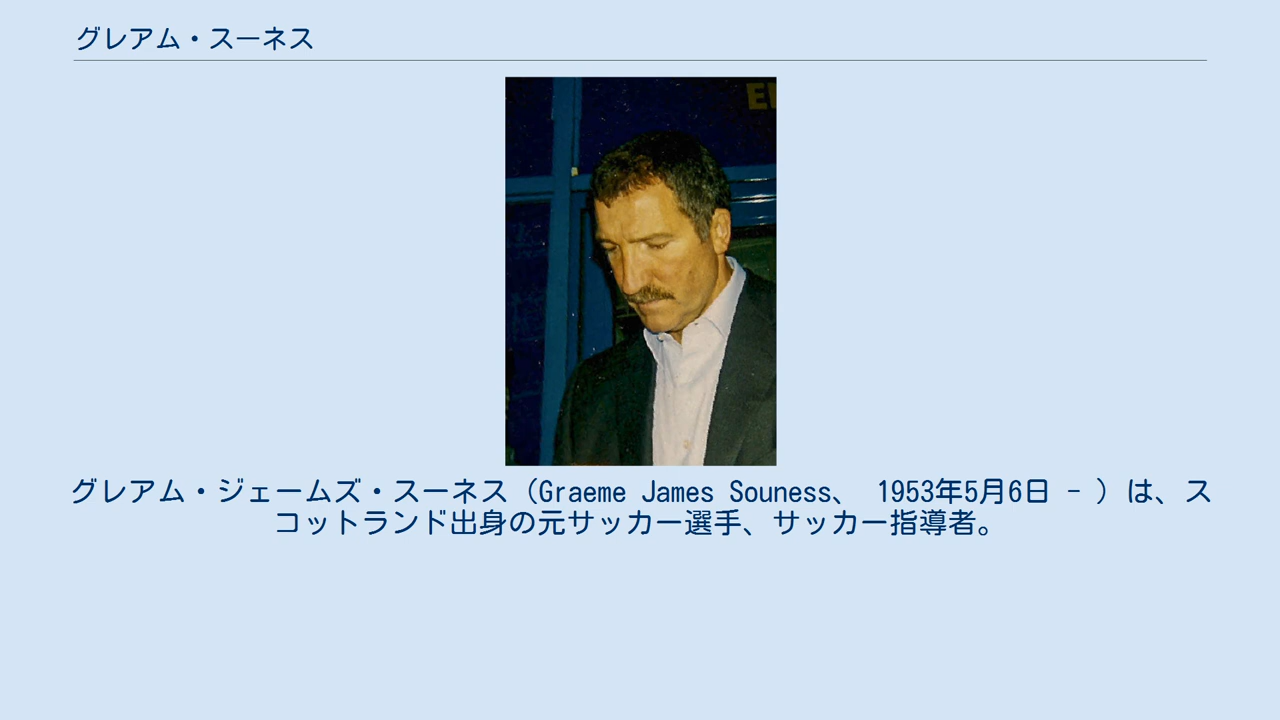 グレアム・スーネス
グレアム・ジェームズ・スーネス（Graeme James Souness、 1953年5月6日 - ）は、ス
コットランド出身の元サッカー選手、サッカー指導者。